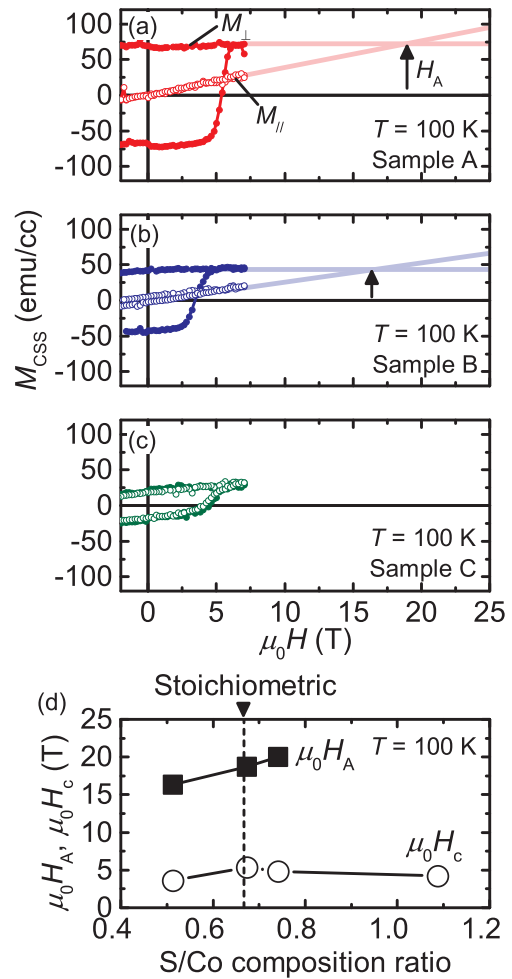 (a)
M⊥
100
50
0
-50
-100
M//
H_A
T = 100 K
Sample A
(b)
100
50
0
-50
-100
T = 100 K
Sample B
M_CSS (emu/cc)
(c)
100
50
0
-50
-100
T = 100 K
Sample C
0 5 10 15 20 25
μ₀H (T)
Stoichiometric
(d)
25
20
15
10
5
0
μ₀H_A
T = 100 K
μ₀H_c
μ₀H_A, μ₀H_c (T)
0.4 0.6 0.8 1.0 1.2
S/Co composition ratio